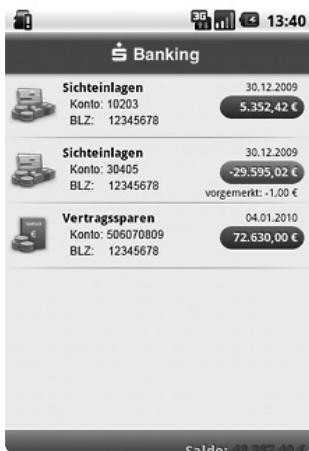 3G 13:40
Banking
Sichteinlagen 30.12.2009
Konto: 10203 5.352,42 €
BLZ: 12345678
Sichteinlagen 30.12.2009
Konto: 30405 -29.595,02 €
BLZ: 12345678 vorgemerkt: -1,00 €
Vertragssparen 04.01.2010
Konto: 506070809 72.630,00 €
BLZ: 12345678
Saldo: